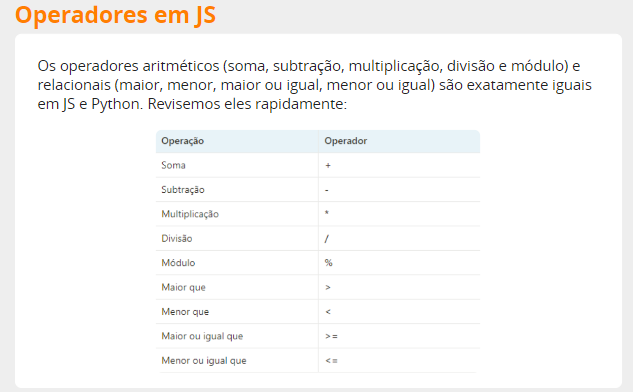 Operadores em JS
Os operadores aritméticos (soma, subtração, multiplicação, divisão e módulo) e
relacionais (maior, menor, maior ou igual, menor ou igual) são exatamente iguais
em JS e Python. Revisemos eles rapidamente:
Operação Operador
Soma +
Subtração -
Multiplicação *
Divisão /
Módulo %
Maior que >
Menor que <
Maior ou igual que >=
Menor ou igual que <=